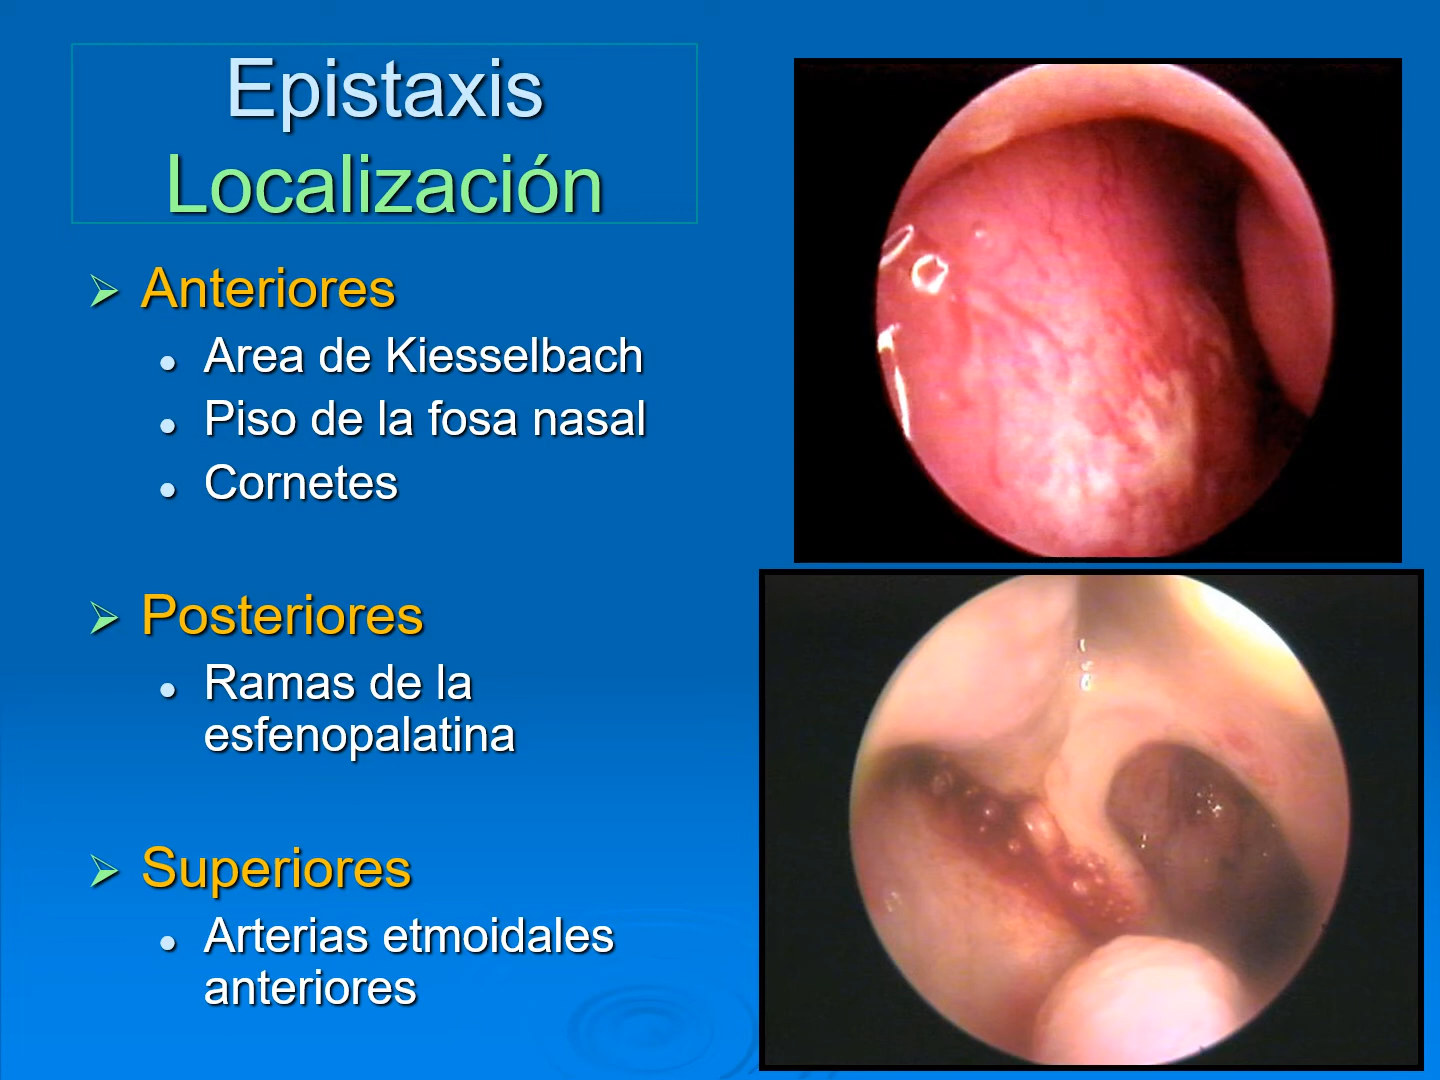 Epistaxis
Localización
Anteriores
Area de Kiesselbach
Piso de la fosa nasal
Cornetes
Posteriores
Ramas de la
esfenopalatina
Superiores
Arterias etmoidales
anteriores